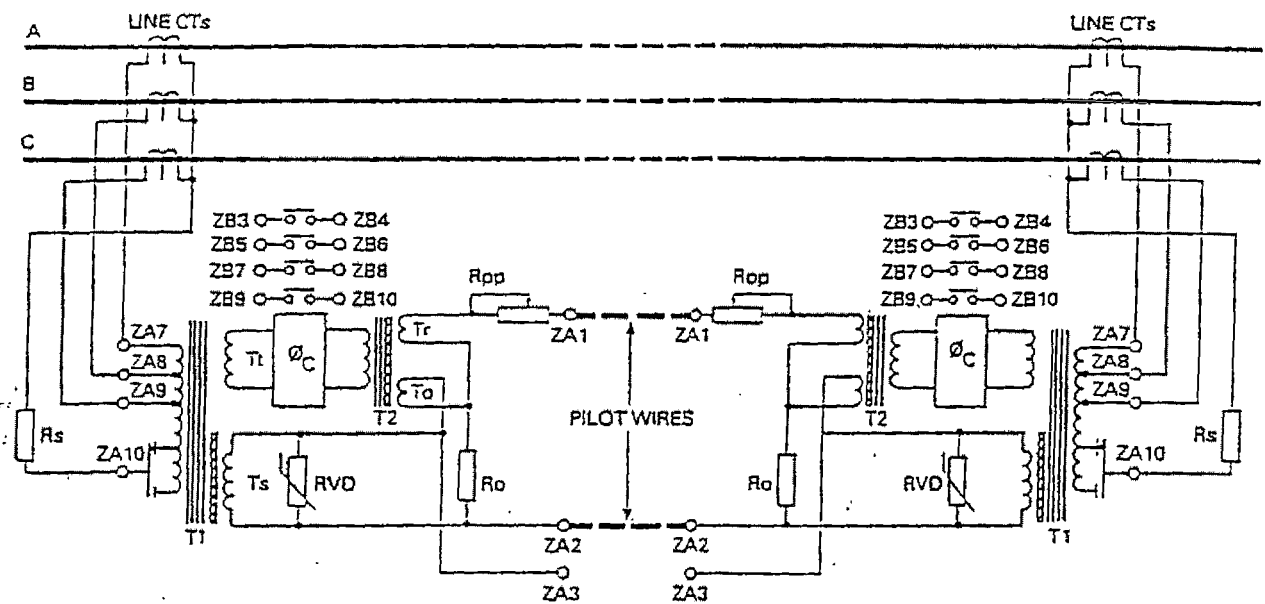 LINE CTs LINE CTs
A
B
C
ZB3 ZB4 ZB3 ZB4
ZB5 ZB6 ZB5 ZB6
ZB7 ZB8 ZB7 ZB8
ZB9 ZB10 ZB9 ZB10
Rpp Rpp
ZA1 ZA1
ZA7 Tr ZA7
ZA8 Tt ØC ØC ZA8
ZA9 To ZA9
T2 T2
PILOT WIRES
Rs Rs
ZA10 ZA10
Ts RVD Ro Ro RVD
T1 T1
ZA2 ZA2
ZA3 ZA3